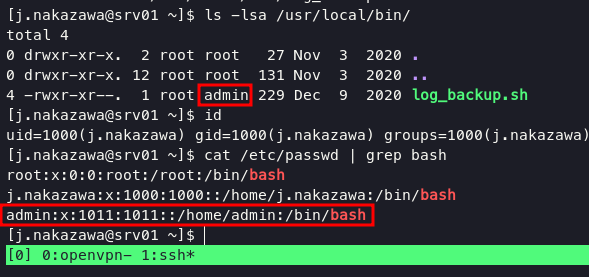 [j.nakazawa@srv01 ~]$ ls -lsa /usr/local/bin/
total 4
0 drwxr-xr-x.  2 root root   27 Nov  3  2020 .
0 drwxr-xr-x. 12 root root  131 Nov  3  2020 ..
4 -rwxr-xr--.  1 root admin 229 Dec  9  2020 log_backup.sh
[j.nakazawa@srv01 ~]$ id
uid=1000(j.nakazawa) gid=1000(j.nakazawa) groups=1000(j.nakazawa)
[j.nakazawa@srv01 ~]$ cat /etc/passwd | grep bash
root:x:0:0:root:/root:/bin/bash
j.nakazawa:x:1000:1000::/home/j.nakazawa:/bin/bash
admin:x:1011:1011::/home/admin:/bin/bash
[j.nakazawa@srv01 ~]$
[0] 0:openvpn- 1:ssh*